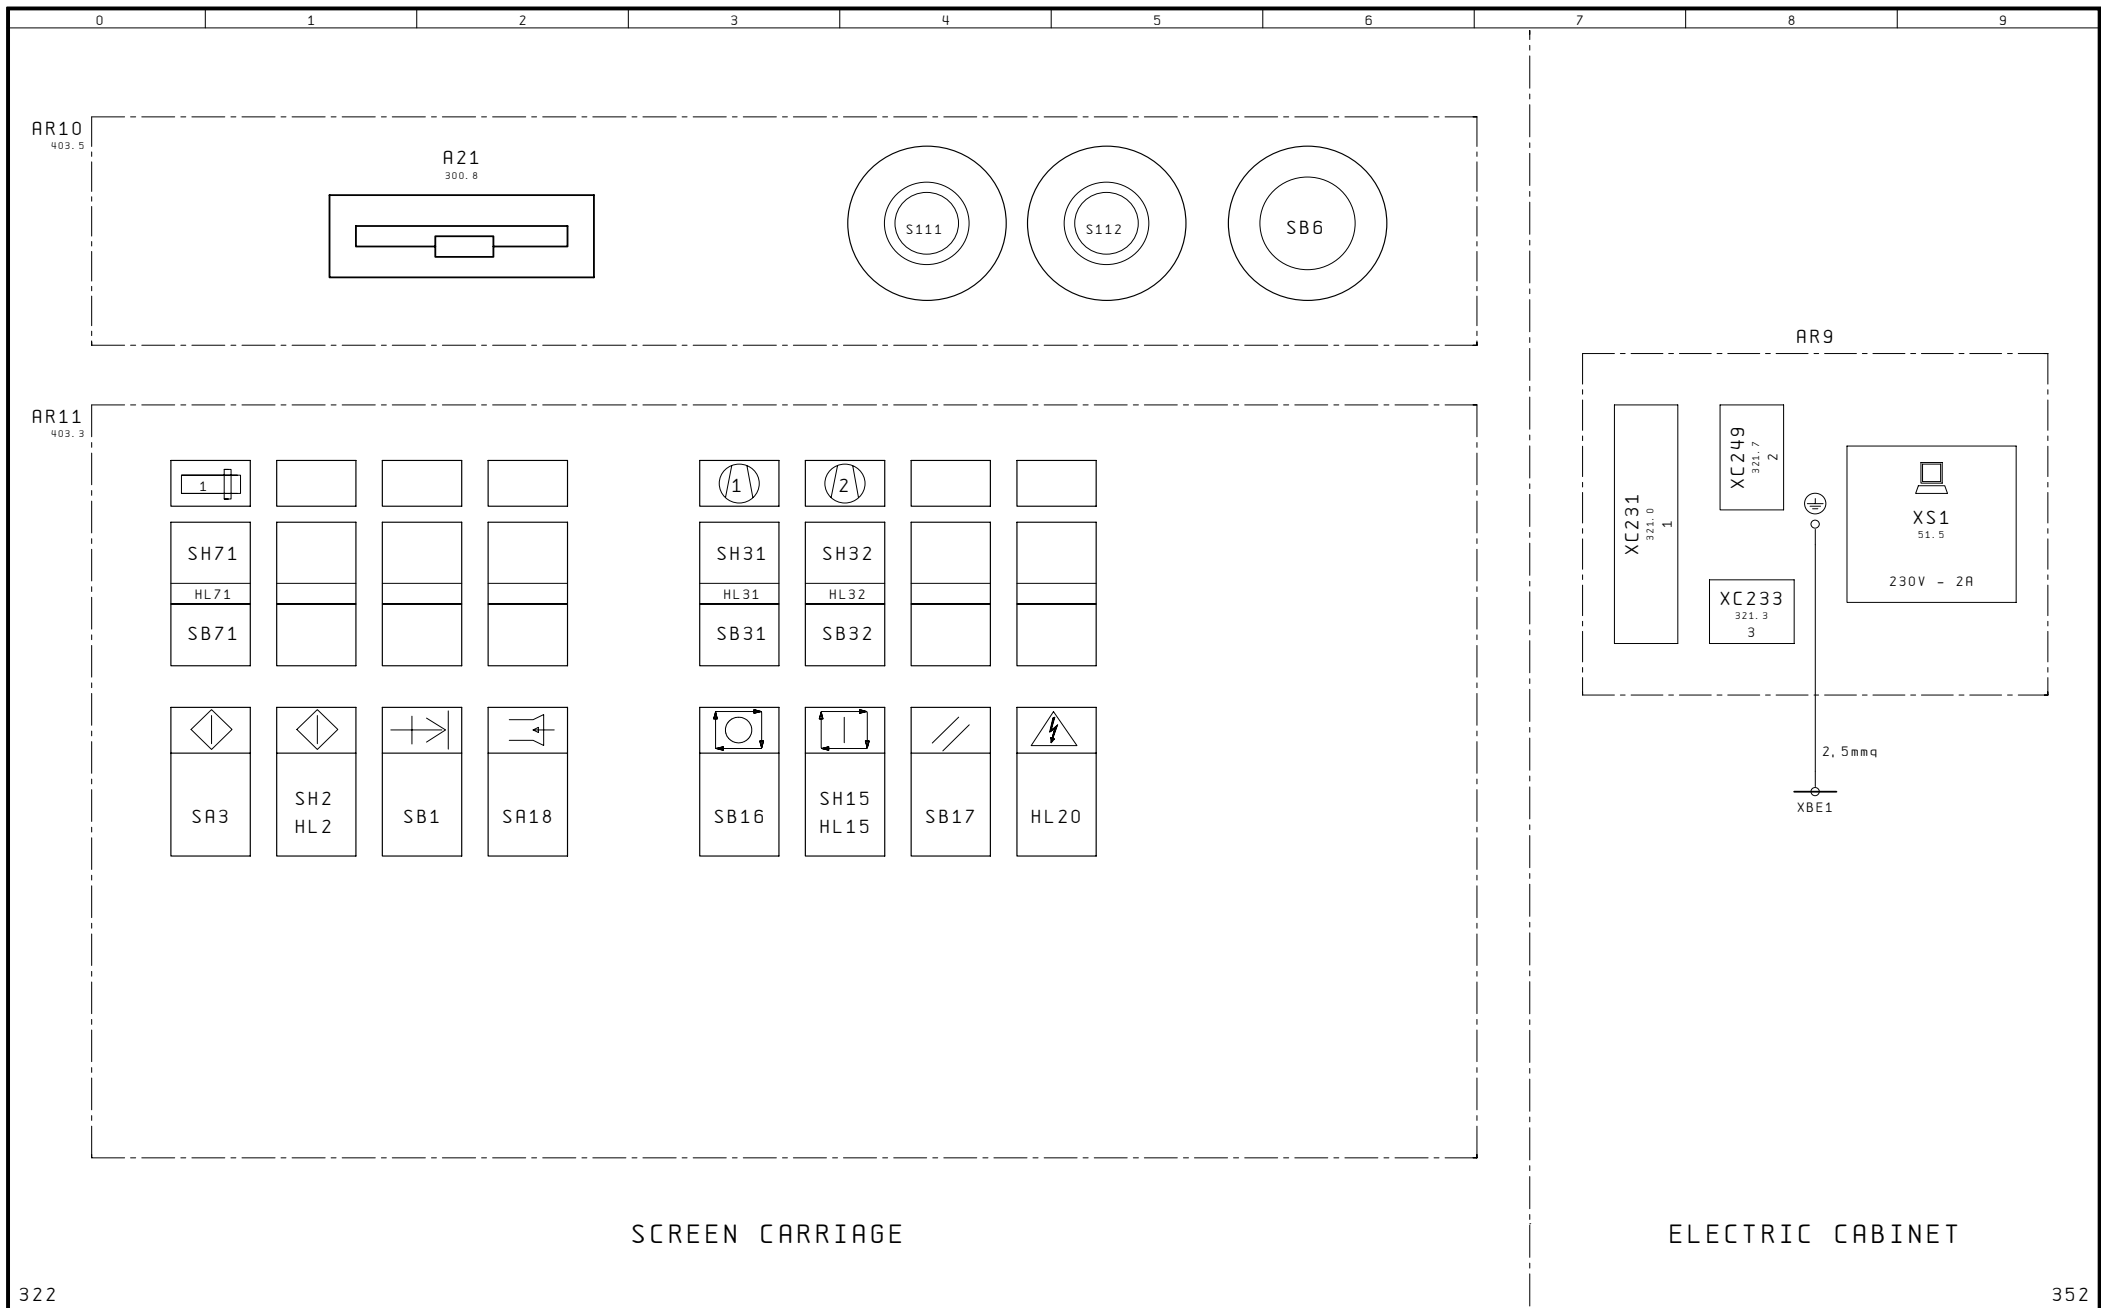 0 1 2 3 4 5 6 7 8 9
AR10
403.5
A21
300.8
S111 S112 SB6
AR9
AR11
403.3
1 1 2
SH71 SH31 SH32
HL71 HL31 HL32
SB71 SB31 SB32
SA3
SH2
HL2
SB1
SA18
SB16
SH15
HL15
SB17
HL20
XC231
321.0
1
XC249
321.7
2
XC233
321.3
3
XS1
51.5
230V - 2A
2,5mmq
XBE1
SCREEN CARRIAGE
ELECTRIC CABINET
322
352